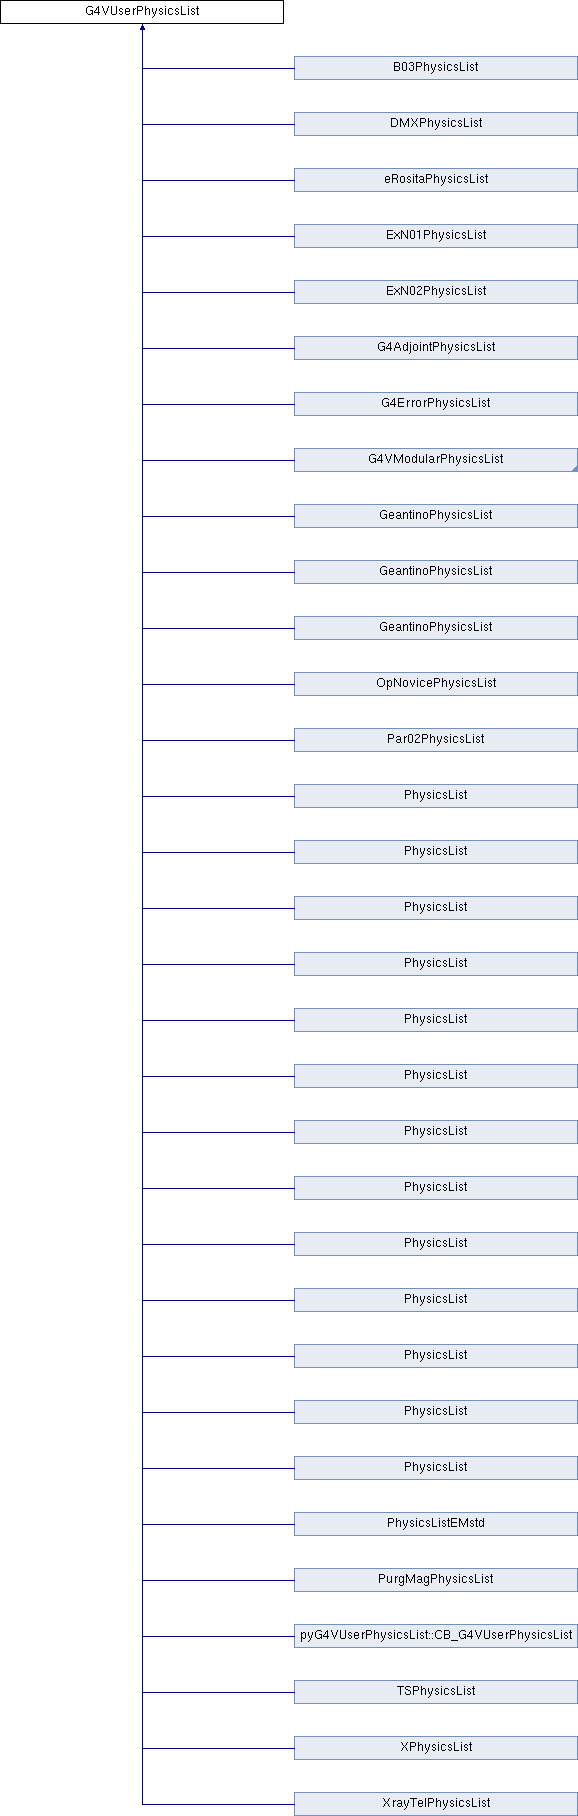 G4VUserPhysicsList
B03PhysicsList
DMXPhysicsList
eRositaPhysicsList
ExN01PhysicsList
ExN02PhysicsList
G4AdjointPhysicsList
G4ErrorPhysicsList
G4VModularPhysicsList
GeantinoPhysicsList
GeantinoPhysicsList
GeantinoPhysicsList
OpNovicePhysicsList
Par02PhysicsList
PhysicsList
PhysicsList
PhysicsList
PhysicsList
PhysicsList
PhysicsList
PhysicsList
PhysicsList
PhysicsList
PhysicsList
PhysicsList
PhysicsList
PhysicsList
PhysicsListEMstd
PurgMagPhysicsList
pyG4VUserPhysicsList::CB_G4VUserPhysicsList
TSPhysicsList
XPhysicsList
XrayTelPhysicsList